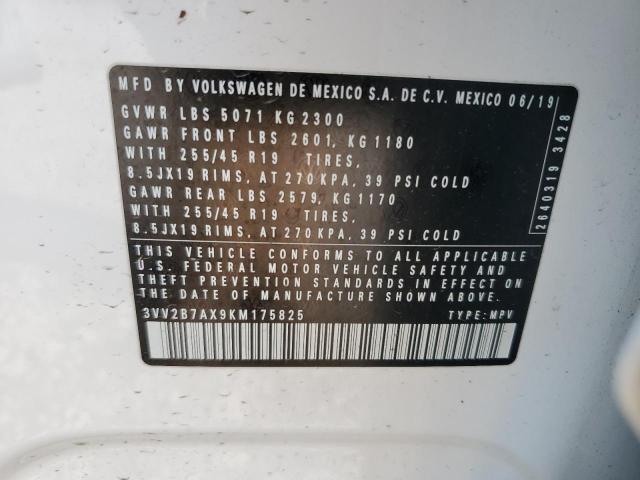 MFD BY VOLKSWAGEN DE MEXICO S.A. DE C.V. MEXICO 06/19
GVWR LBS 5071 KG 2300
GAWR FRONT LBS 2601, KG 1180
WITH 255/45 R19 TIRES,
8.5JX19 RIMS, AT 270 KPA, 39 PSI COLD
GAWR REAR LBS 2579, KG 1170
WITH 255/45 R19 TIRES,
8.5JX19 RIMS, AT 270 KPA, 39 PSI COLD
THIS VEHICLE CONFORMS TO ALL APPLICABLE
U.S. FEDERAL MOTOR VEHICLE SAFETY AND
THEFT PREVENTION STANDARDS IN EFFECT ON
THE DATE OF MANUFACTURE SHOWN ABOVE
3VV2B7AX9KM175825 TYPE: MPV
2640319 3428